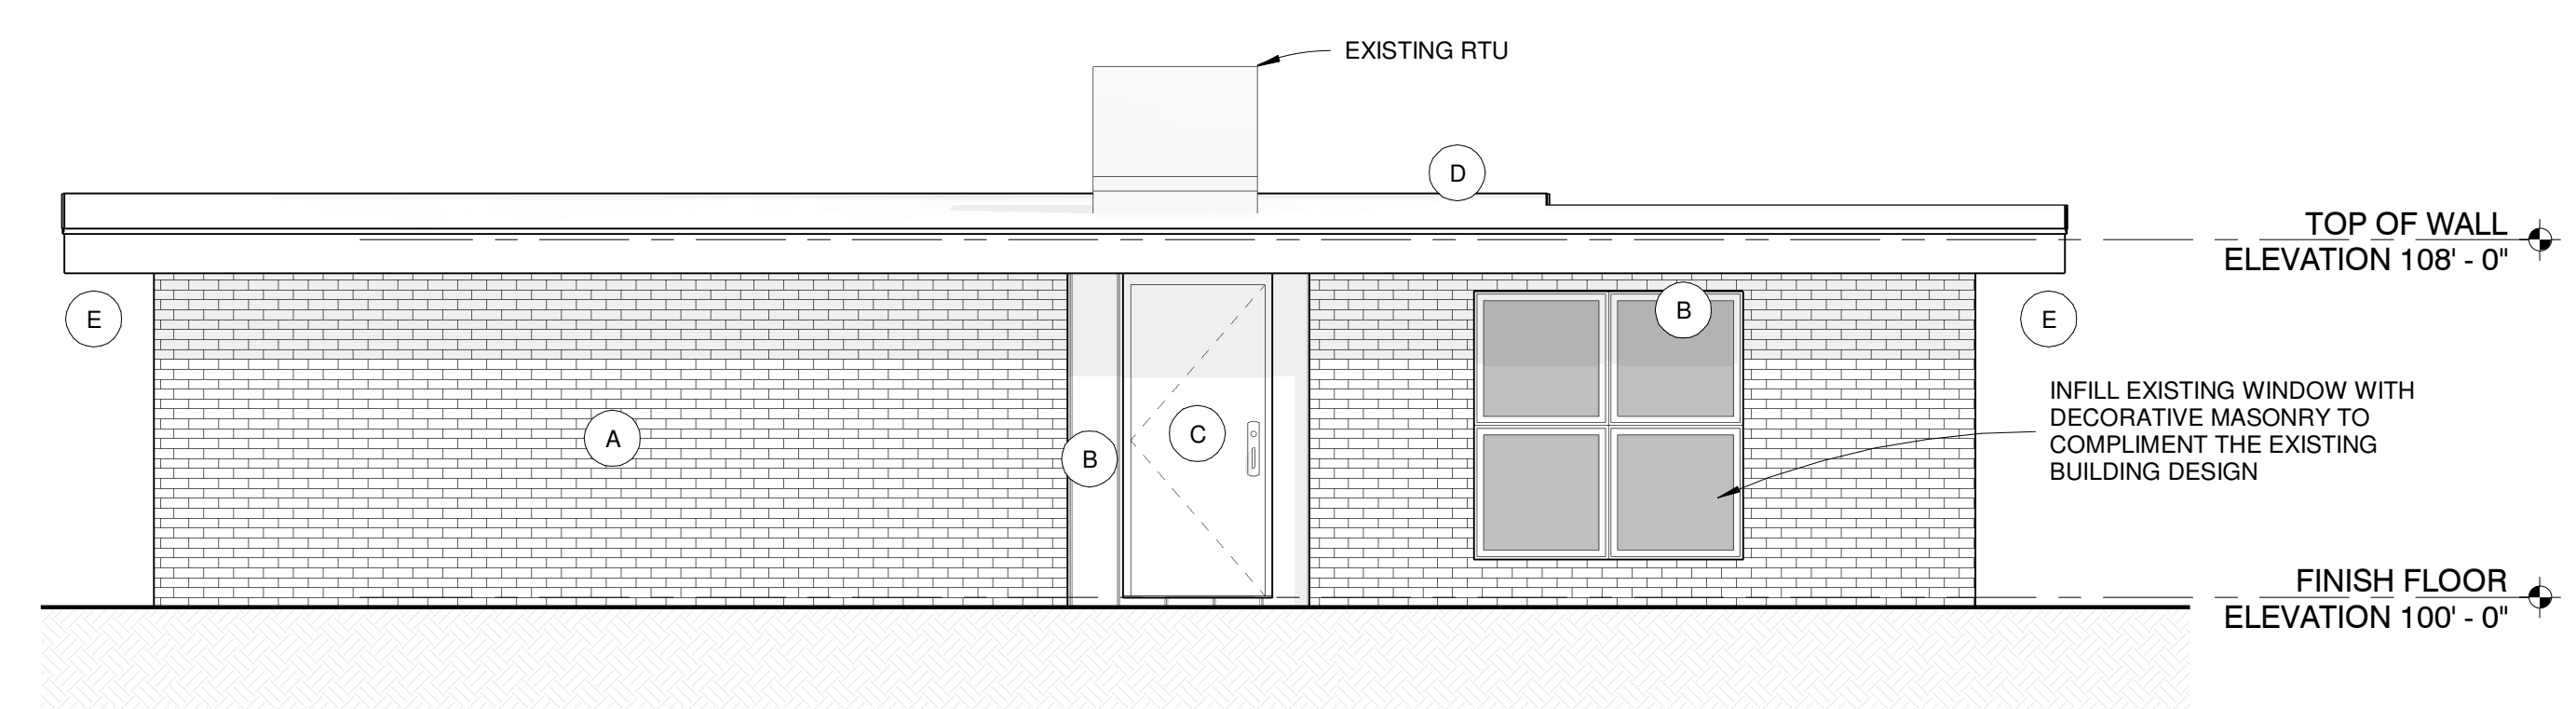 EXISTING RTU
D
TOP OF WALL
ELEVATION 108' - 0"
E
B
E
INFILL EXISTING WINDOW WITH
DECORATIVE MASONRY TO
COMPLIMENT THE EXISTING
BUILDING DESIGN
A
B
C
FINISH FLOOR
ELEVATION 100' - 0"